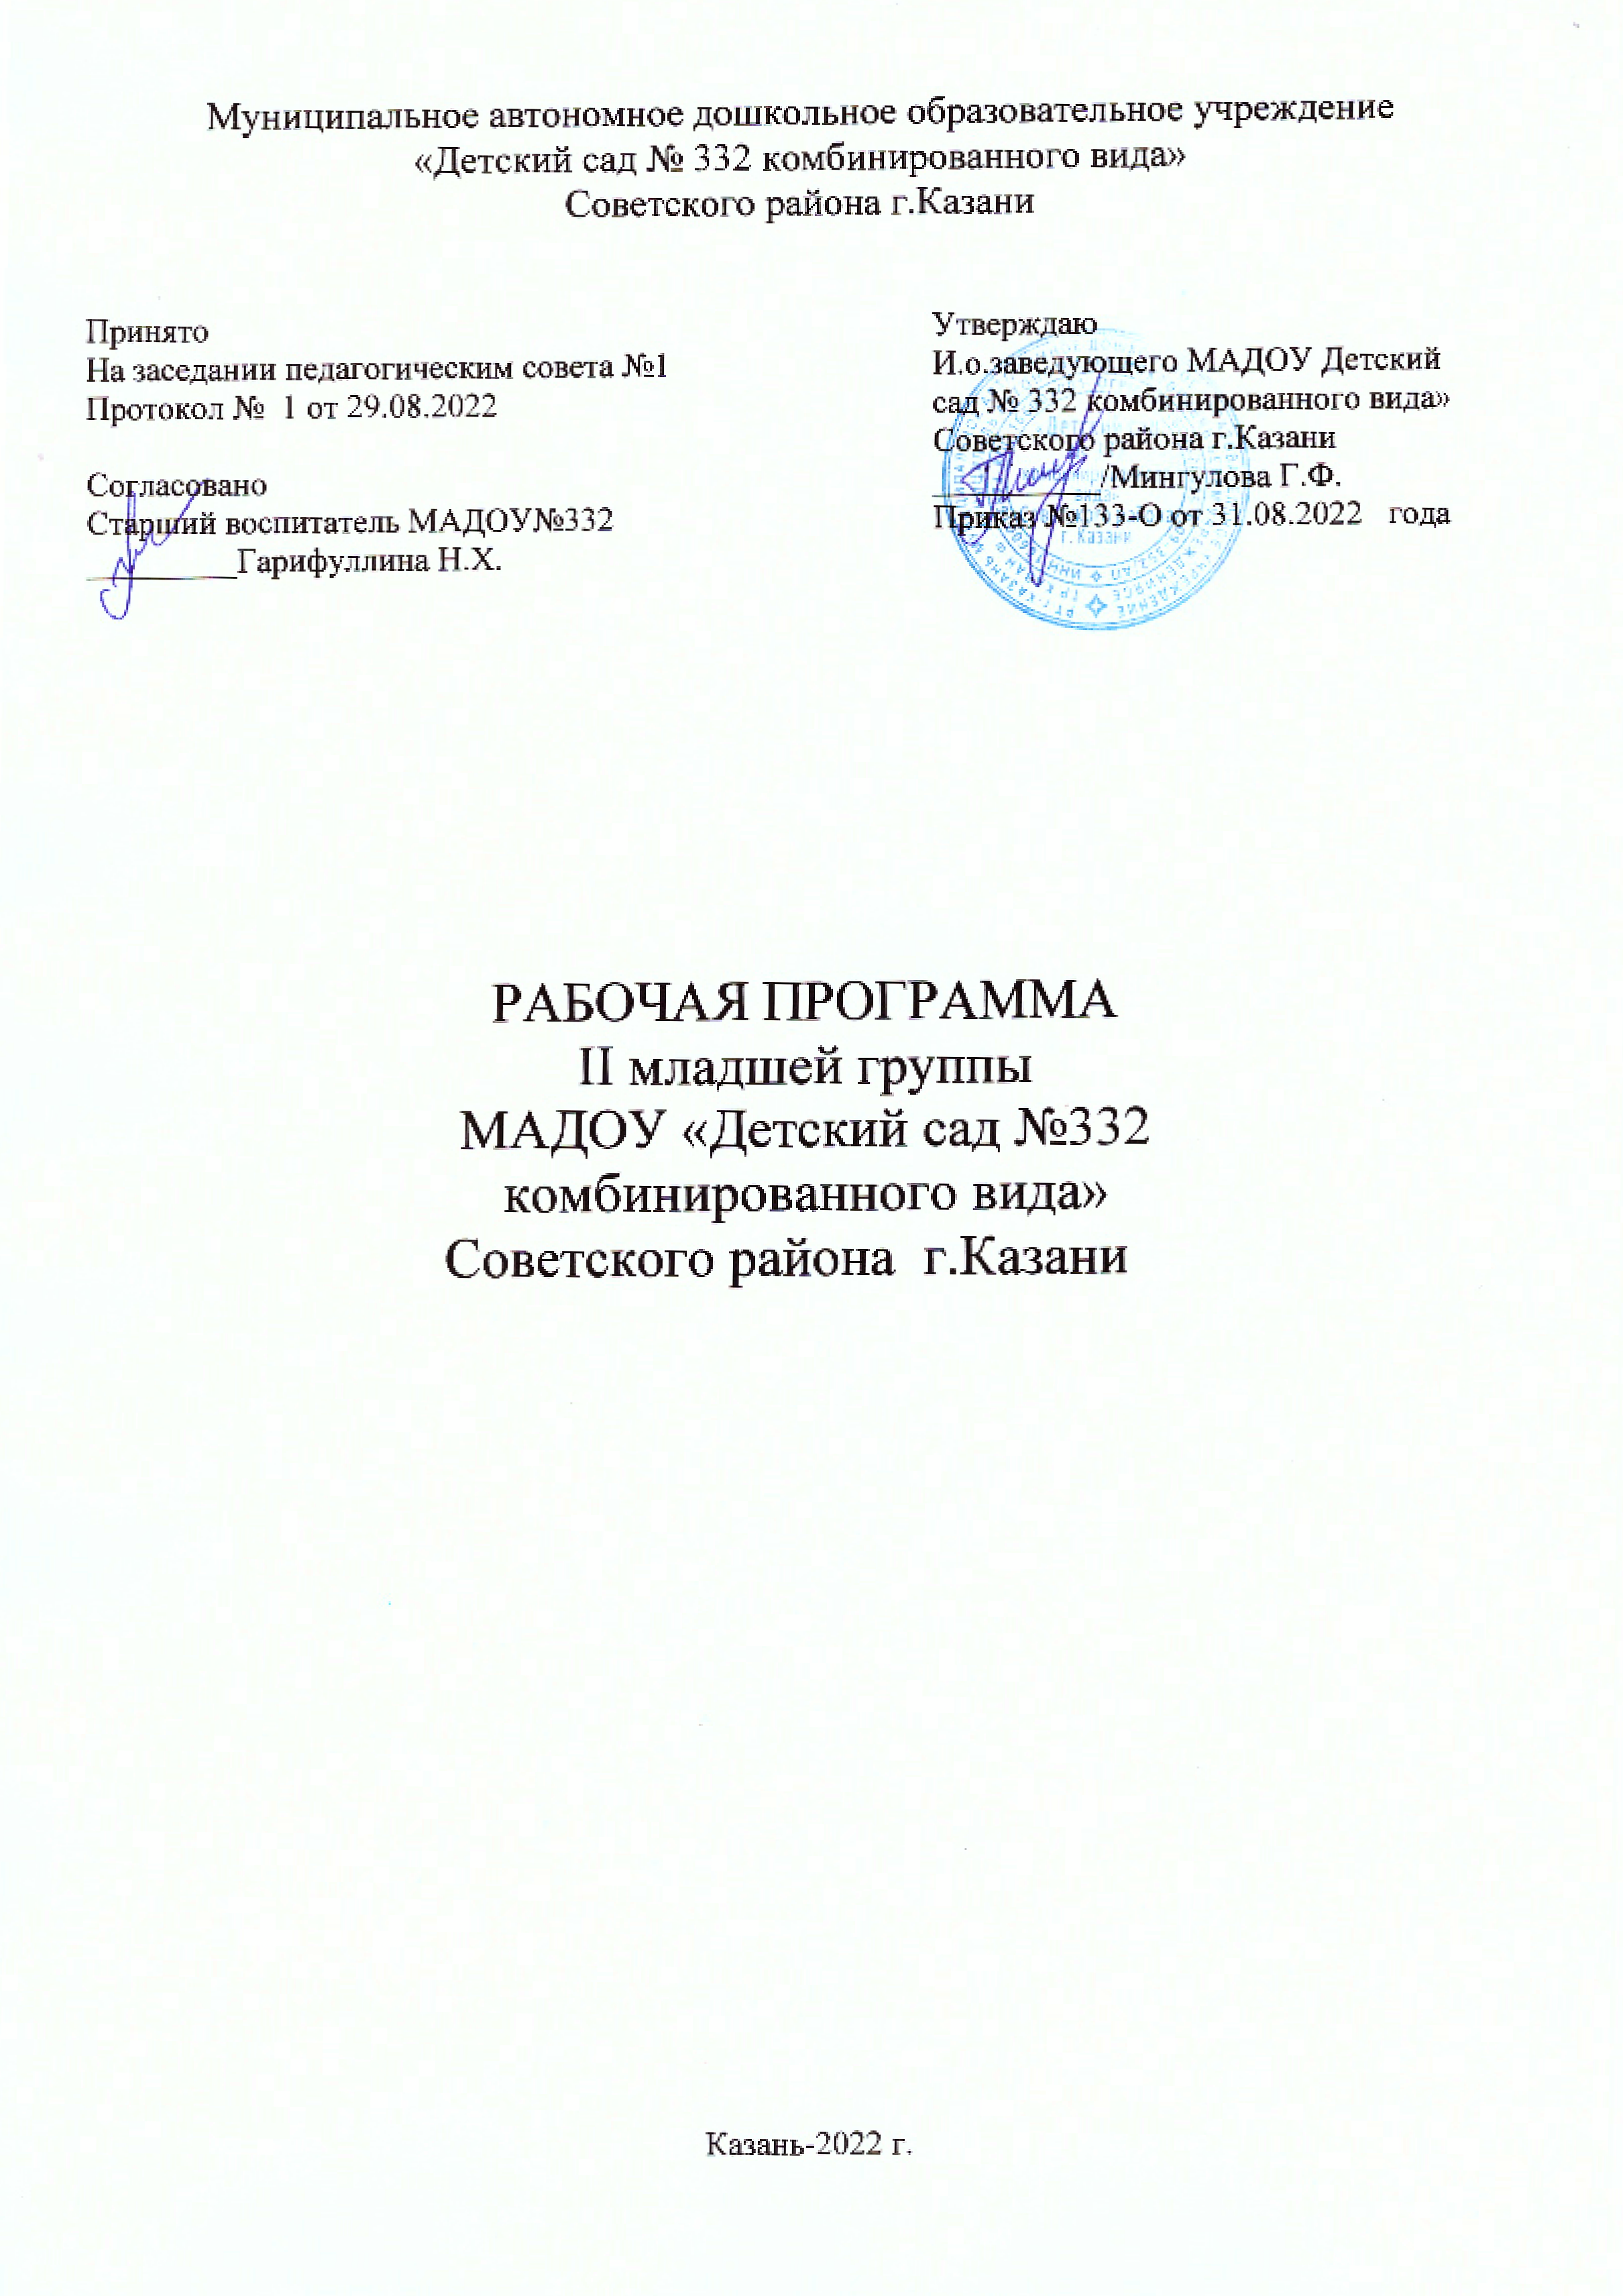 Муниципальное автономное дошкольное образовательное учреждение
«Детский сад № 332 комбинированного вида»
Советского района г.Казани
Принято
На заседании педагогическим совета №1
Протокол № 1 от 29.08.2022
Согласовано
Старший воспитатель МАДОУ№332
_________Гарифуллина Н.Х.
Утверждаю
И.о.заведующего МАДОУ Детский
сад № 332 комбинированного вида»
Советского района г.Казани
__________/Мингулова Г.Ф.
Приказ №133-О от 31.08.2022 года
г. Казани
РАБОЧАЯ ПРОГРАММА
II младшей группы
МАДОУ «Детский сад №332
комбинированного вида»
Советского района г.Казани
Казань-2022 г.